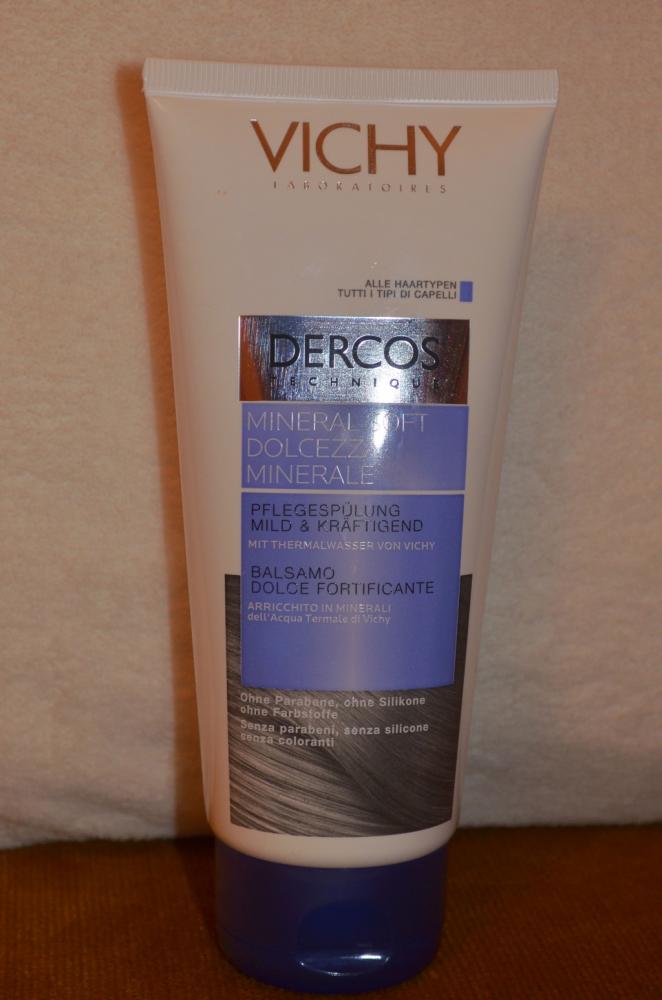 VICHY
LABORATOIRES
ALLE HAARTYPEN
TUTTI I TIPI DI CAPELLI
DERCOS
TECHNIQUE
MINERAL SOFT
DOLCEZZA
MINERALE
PFLEGESPÜLUNG
MILD & KRÄFTIGEND
MIT THERMALWASSER VON VICHY
BALSAMO
DOLCE FORTIFICANTE
ARRICCHITO IN MINERALI
dell'Acqua Termale di Vichy
Ohne Parabene, ohne Silikone
ohne Farbstoffe
Senza parabeni, senza silicone
senza coloranti